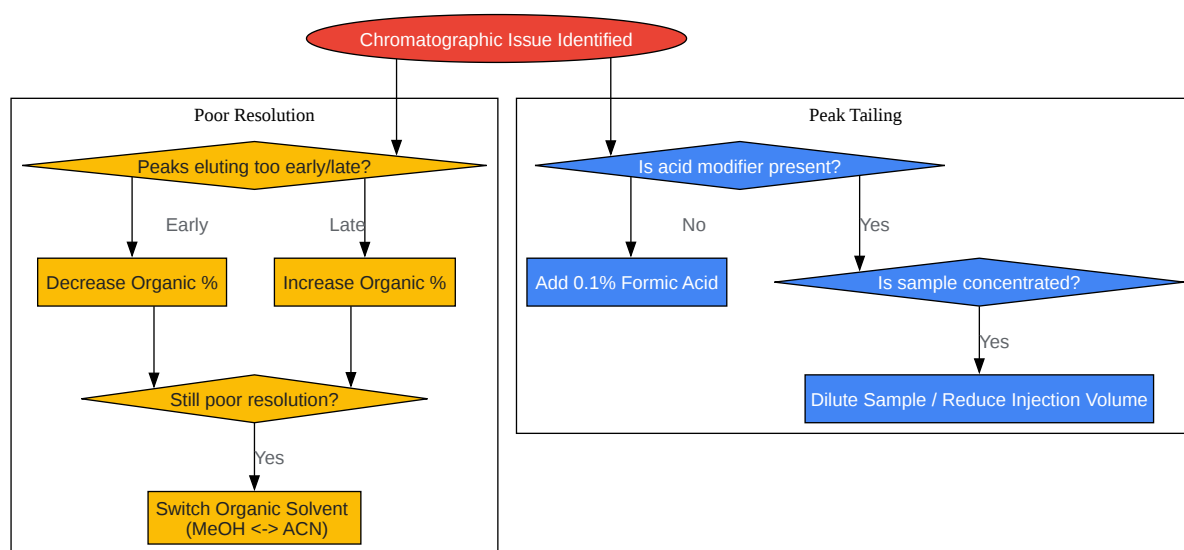 Chromatographic Issue Identified
Poor Resolution
Peaks eluting too early/late?
Early
Late
Decrease Organic %
Increase Organic %
Still poor resolution?
Yes
Switch Organic Solvent
(MeOH <-> ACN)
Peak Tailing
Is acid modifier present?
No
Yes
Add 0.1% Formic Acid
Is sample concentrated?
Yes
Dilute Sample / Reduce Injection Volume